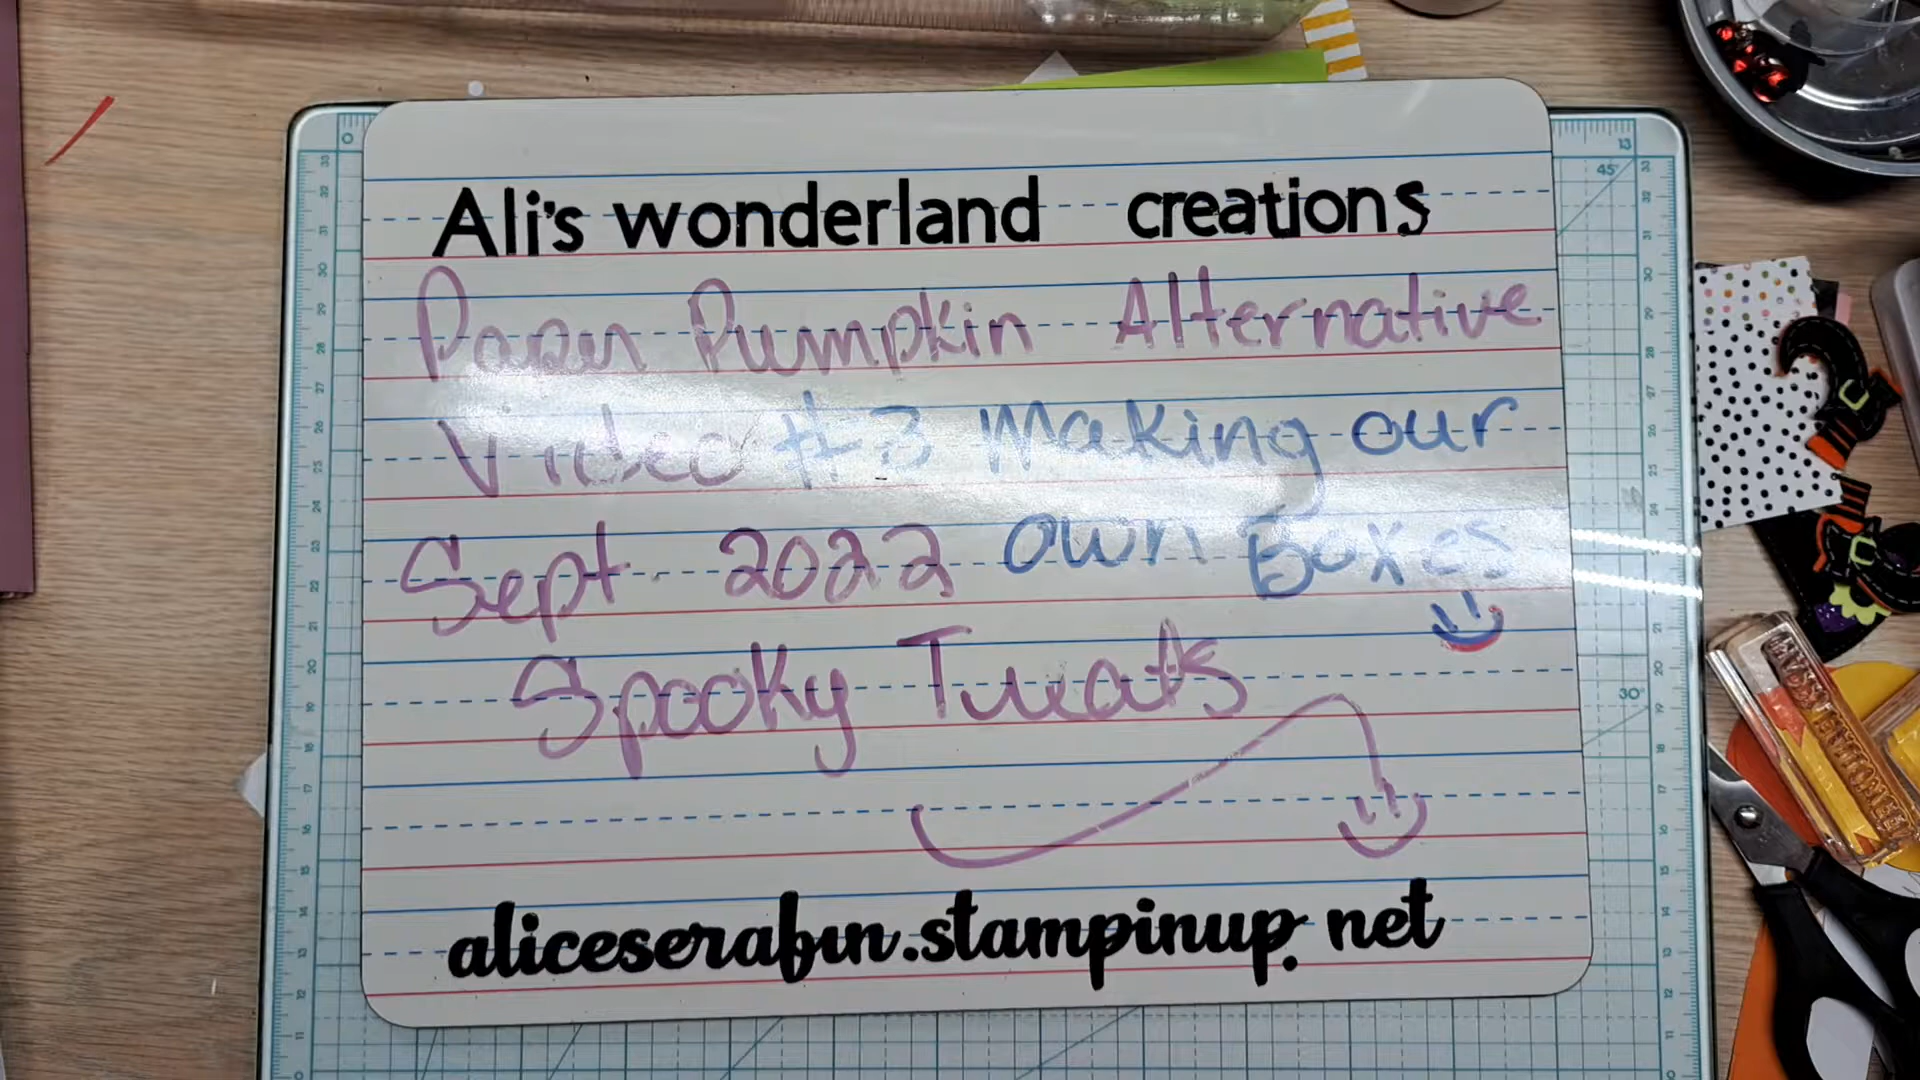 Ali's wonderland creations
Paper Pumpkin Alternative
Video #3 Making our
Sept. 2022 own Boxes
Spooky Treats
aliceserafin.stampinup.net